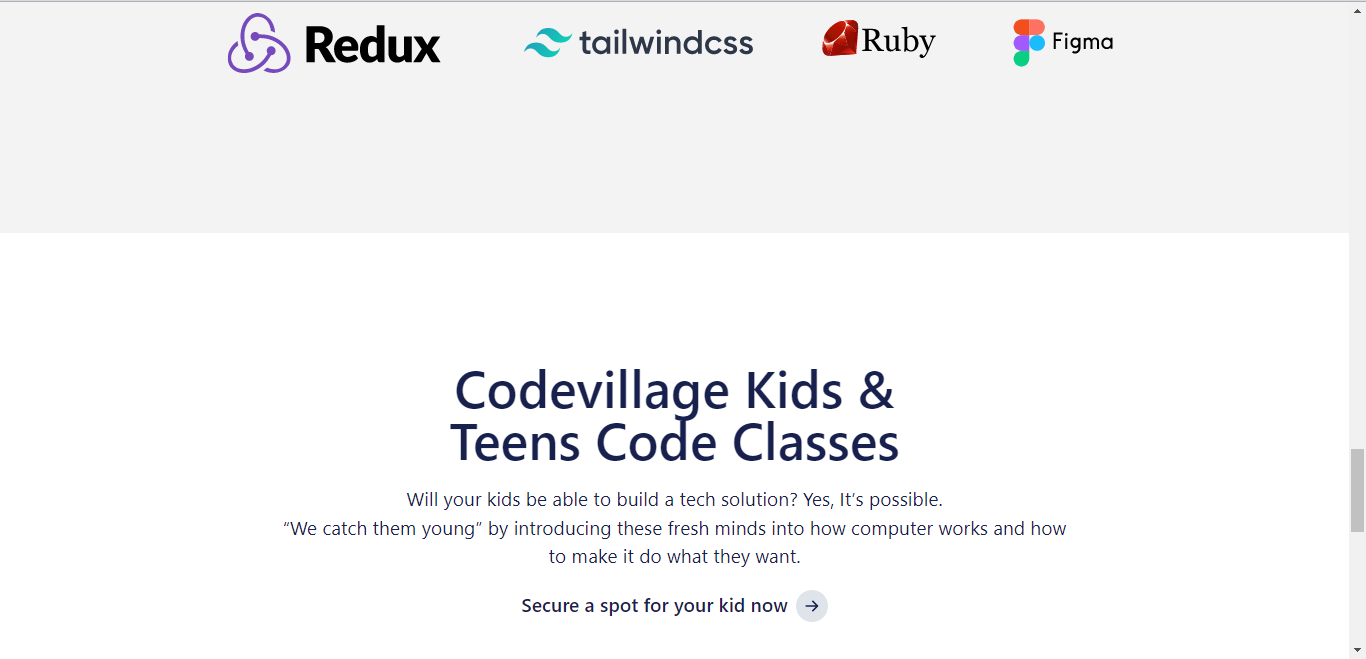 Redux tailwindcss Ruby Figma
Codevillage Kids &
Teens Code Classes
Will your kids be able to build a tech solution? Yes, It’s possible.
“We catch them young” by introducing these fresh minds into how computer works and how
to make it do what they want.
Secure a spot for your kid now